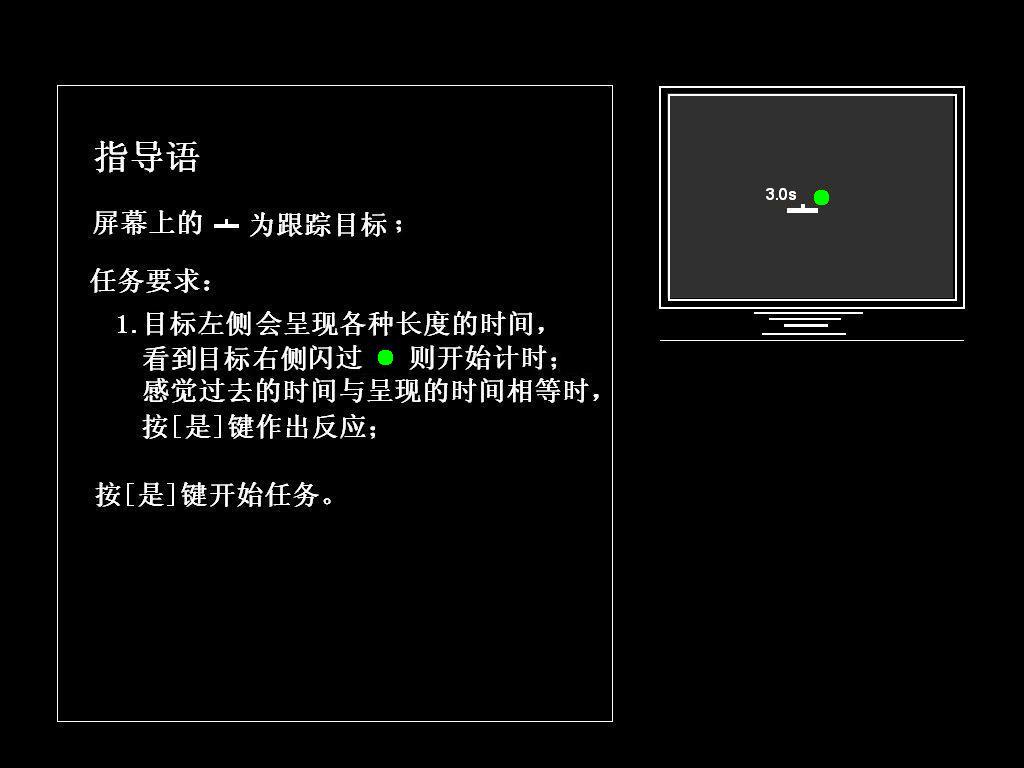 指导语
屏幕上的 为跟踪目标；
任务要求：
1.目标左侧会呈现各种长度的时间，
看到目标右侧闪过 则开始计时；
感觉过去的时间与呈现的时间相等时，
按[是]键作出反应；
按[是]键开始任务。
3.0s